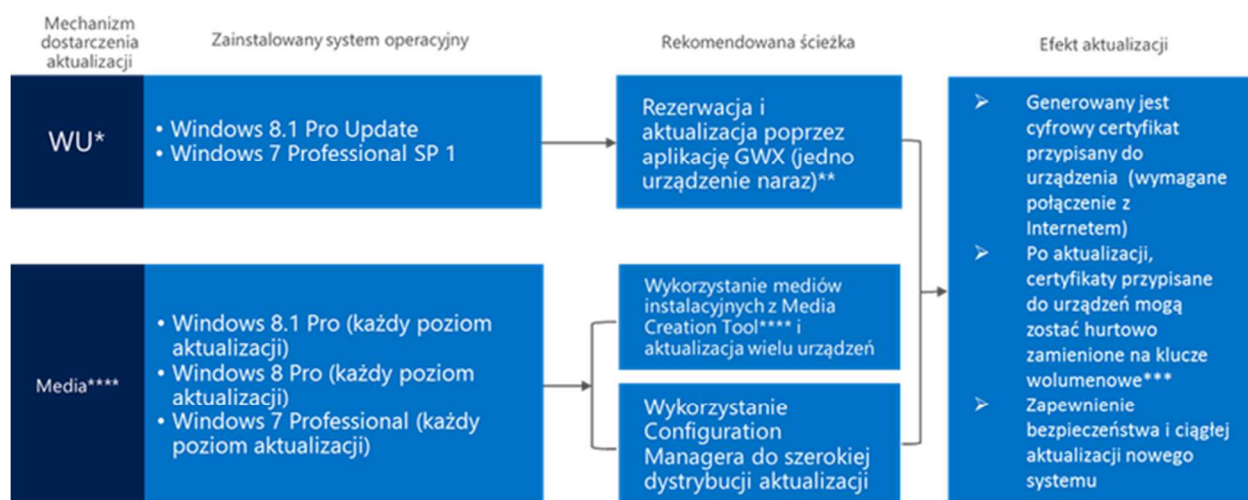 Mechanizm
dostarczenia
aktualizacji
Zainstalowany system operacyjny
Rekomendowana ścieżka
Efekt aktualizacji
WU*
• Windows 8.1 Pro Update
• Windows 7 Professional SP 1
Rezerwacja i
aktualizacja poprzez
aplikację GWX (jedno
urządzenie naraz)**
Media****
• Windows 8.1 Pro (każdy poziom
aktualizacji)
• Windows 8 Pro (każdy poziom
aktualizacji)
• Windows 7 Professional (każdy
poziom aktualizacji)
Wykorzystanie mediów
instalacyjnych z Media
Creation Tool**** i
aktualizacja wielu urządzeń
Wykorzystanie
Configuration
Managera do szerokiej
dystrybucji aktualizacji
➢ Generowany jest
cyfrowy certyfikat
przypisany do
urządzenia (wymagane
połączenie z
Internetem)
➢ Po aktualizacji,
certyfikaty przypisane
do urządzeń mogą
zostać hurtowo
zamienione na klucze
wolumenowe***
➢ Zapewnienie
bezpieczeństwa i ciągłej
aktualizacji nowego
systemu